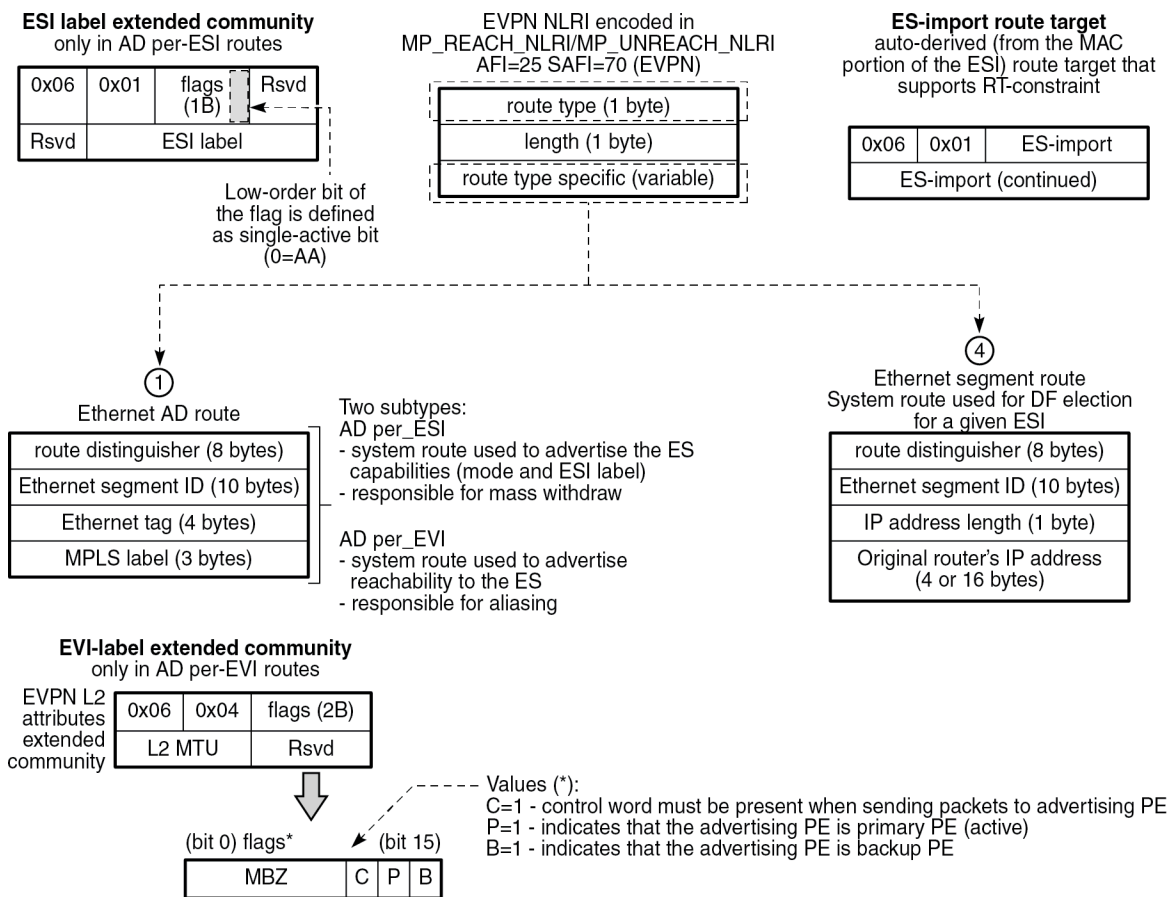 ESI label extended community
only in AD per-ESI routes
0x06 0x01 flags (1B) Rsvd
Rsvd ESI label
Low-order bit of
the flag is defined
as single-active bit
(0=AA)
EVPN NLRI encoded in
MP_REACH_NLRI/MP_UNREACH_NLRI
AFI=25 SAFI=70 (EVPN)
route type (1 byte)
length (1 byte)
route type specific (variable)
ES-import route target
auto-derived (from the MAC
portion of the ESI) route target that
supports RT-constraint
0x06 0x01 ES-import
ES-import (continued)
1
Ethernet AD route
route distinguisher (8 bytes)
Ethernet segment ID (10 bytes)
Ethernet tag (4 bytes)
MPLS label (3 bytes)
Two subtypes:
AD per_ESI
- system route used to advertise the ES
capabilities (mode and ESI label)
- responsible for mass withdraw
AD per_EVI
- system route used to advertise
reachability to the ES
- responsible for aliasing
4
Ethernet segment route
System route used for DF election
for a given ESI
route distinguisher (8 bytes)
Ethernet segment ID (10 bytes)
IP address length (1 byte)
Original router's IP address
(4 or 16 bytes)
EVI-label extended community
only in AD per-EVI routes
EVPN L2
attributes
extended
community
0x06 0x04 flags (2B)
L2 MTU Rsvd
(bit 0) flags* (bit 15)
MBZ C P B
Values (*):
C=1 - control word must be present when sending packets to advertising PE
P=1 - indicates that the advertising PE is primary PE (active)
B=1 - indicates that the advertising PE is backup PE